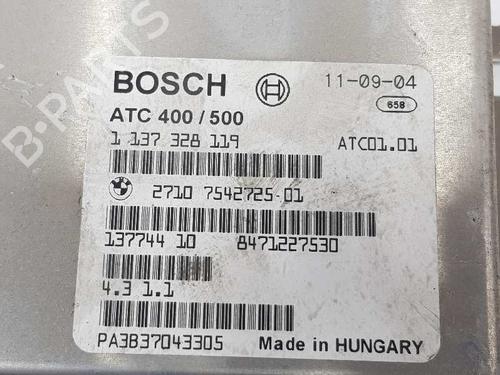 B-PARTS
BOSCH 11-09-04
658
ATC 400 / 500
1 137 328 119 ATC01.01
2710 7542725-01
137744 10 8471227530
4.3 1.1
PA3B37043305 Made in HUNGARY